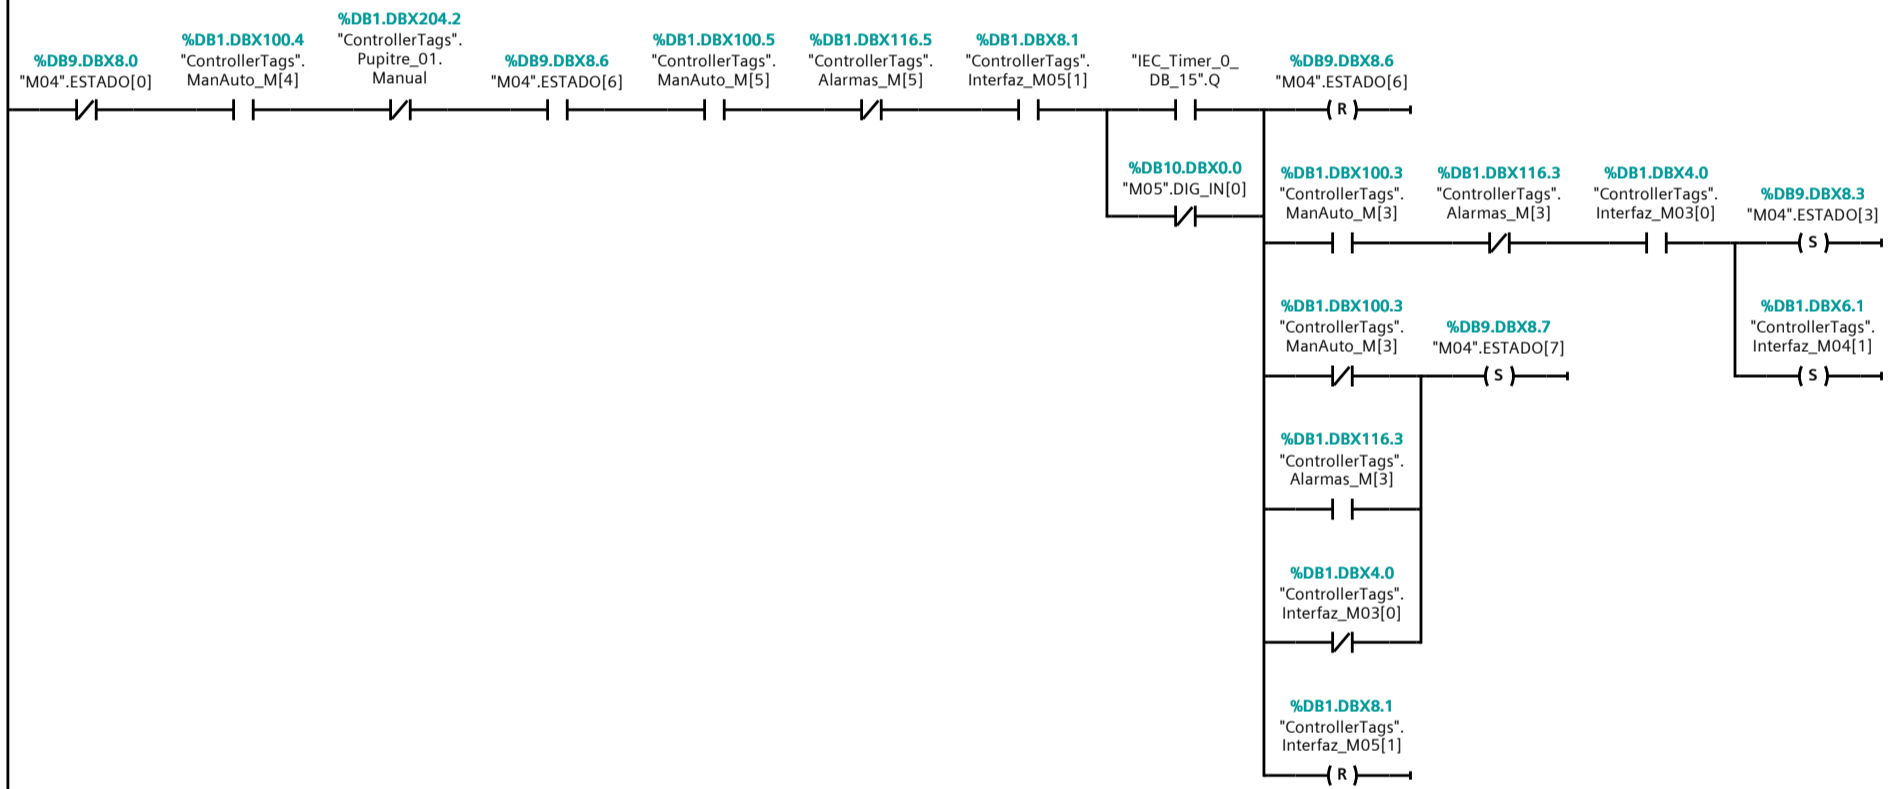 %DB9.DBX8.0
"M04".ESTADO[0]
%DB1.DBX100.4
"ControllerTags".
ManAuto_M[4]
%DB1.DBX204.2
"ControllerTags".
Pupitre_01.
Manual
%DB9.DBX8.6
"M04".ESTADO[6]
%DB1.DBX100.5
"ControllerTags".
ManAuto_M[5]
%DB1.DBX116.5
"ControllerTags".
Alarmas_M[5]
%DB1.DBX8.1
"ControllerTags".
Interfaz_M05[1]
"IEC_Timer_0_
DB_15".Q
%DB9.DBX8.6
"M04".ESTADO[6]
R
%DB10.DBX0.0
"M05".DIG_IN[0]
%DB1.DBX100.3
"ControllerTags".
ManAuto_M[3]
%DB1.DBX116.3
"ControllerTags".
Alarmas_M[3]
%DB1.DBX4.0
"ControllerTags".
Interfaz_M03[0]
%DB9.DBX8.3
"M04".ESTADO[3]
S
%DB1.DBX100.3
"ControllerTags".
ManAuto_M[3]
%DB9.DBX8.7
"M04".ESTADO[7]
S
%DB1.DBX6.1
"ControllerTags".
Interfaz_M04[1]
S
%DB1.DBX116.3
"ControllerTags".
Alarmas_M[3]
%DB1.DBX4.0
"ControllerTags".
Interfaz_M03[0]
%DB1.DBX8.1
"ControllerTags".
Interfaz_M05[1]
R